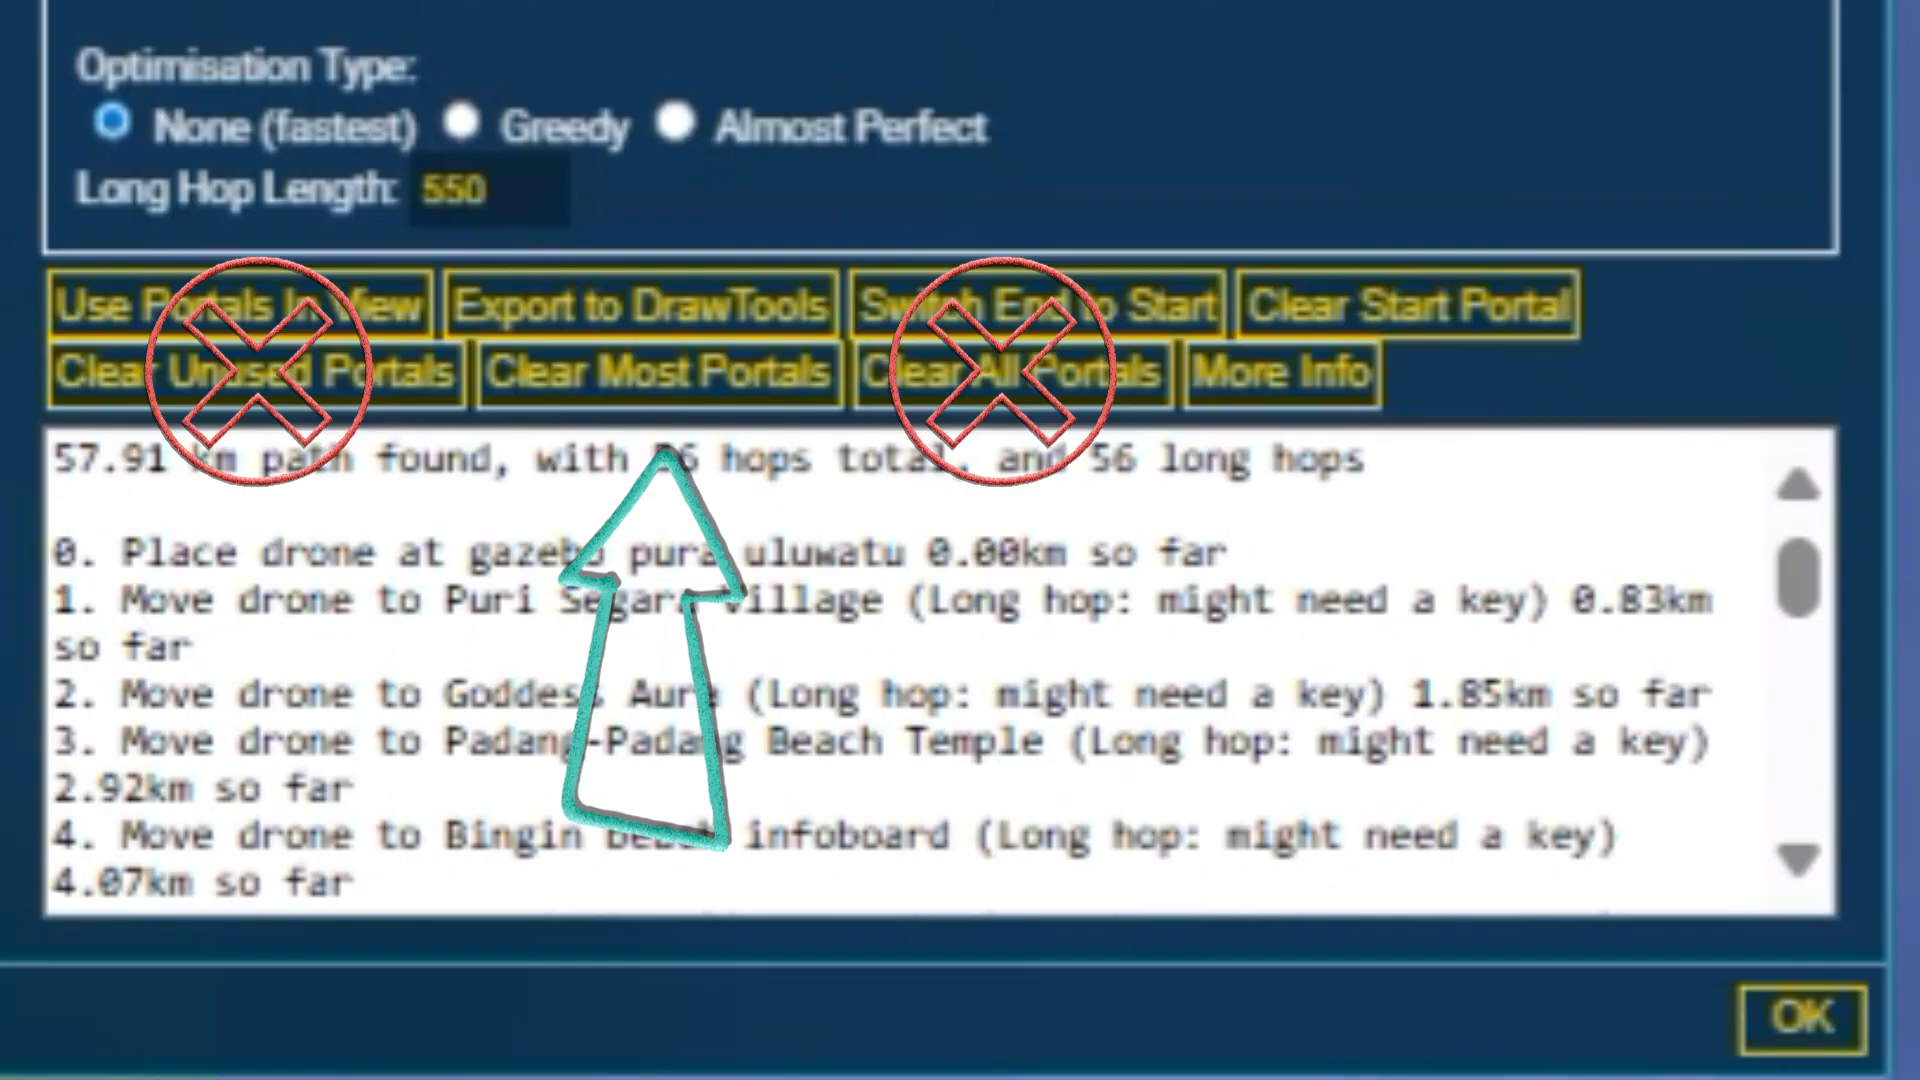 Optimisation Type:
None (fastest) Greedy Almost Perfect
Long Hop Length: 550
Use Portals In View Export to DrawTools Switch End to Start Clear Start Portal
Clear Unused Portals Clear Most Portals Clear All Portals More Info
57.91 km path found, with hops total, and 56 long hops
0. Place drone at gazebo pura uluwatu 0.00km so far
1. Move drone to Puri Segara Village (Long hop: might need a key) 0.83km
so far
2. Move drone to Goddess Aura (Long hop: might need a key) 1.85km so far
3. Move drone to Padang-Padang Beach Temple (Long hop: might need a key)
2.92km so far
4. Move drone to Bingin Beach infoboard (Long hop: might need a key)
4.07km so far
OK